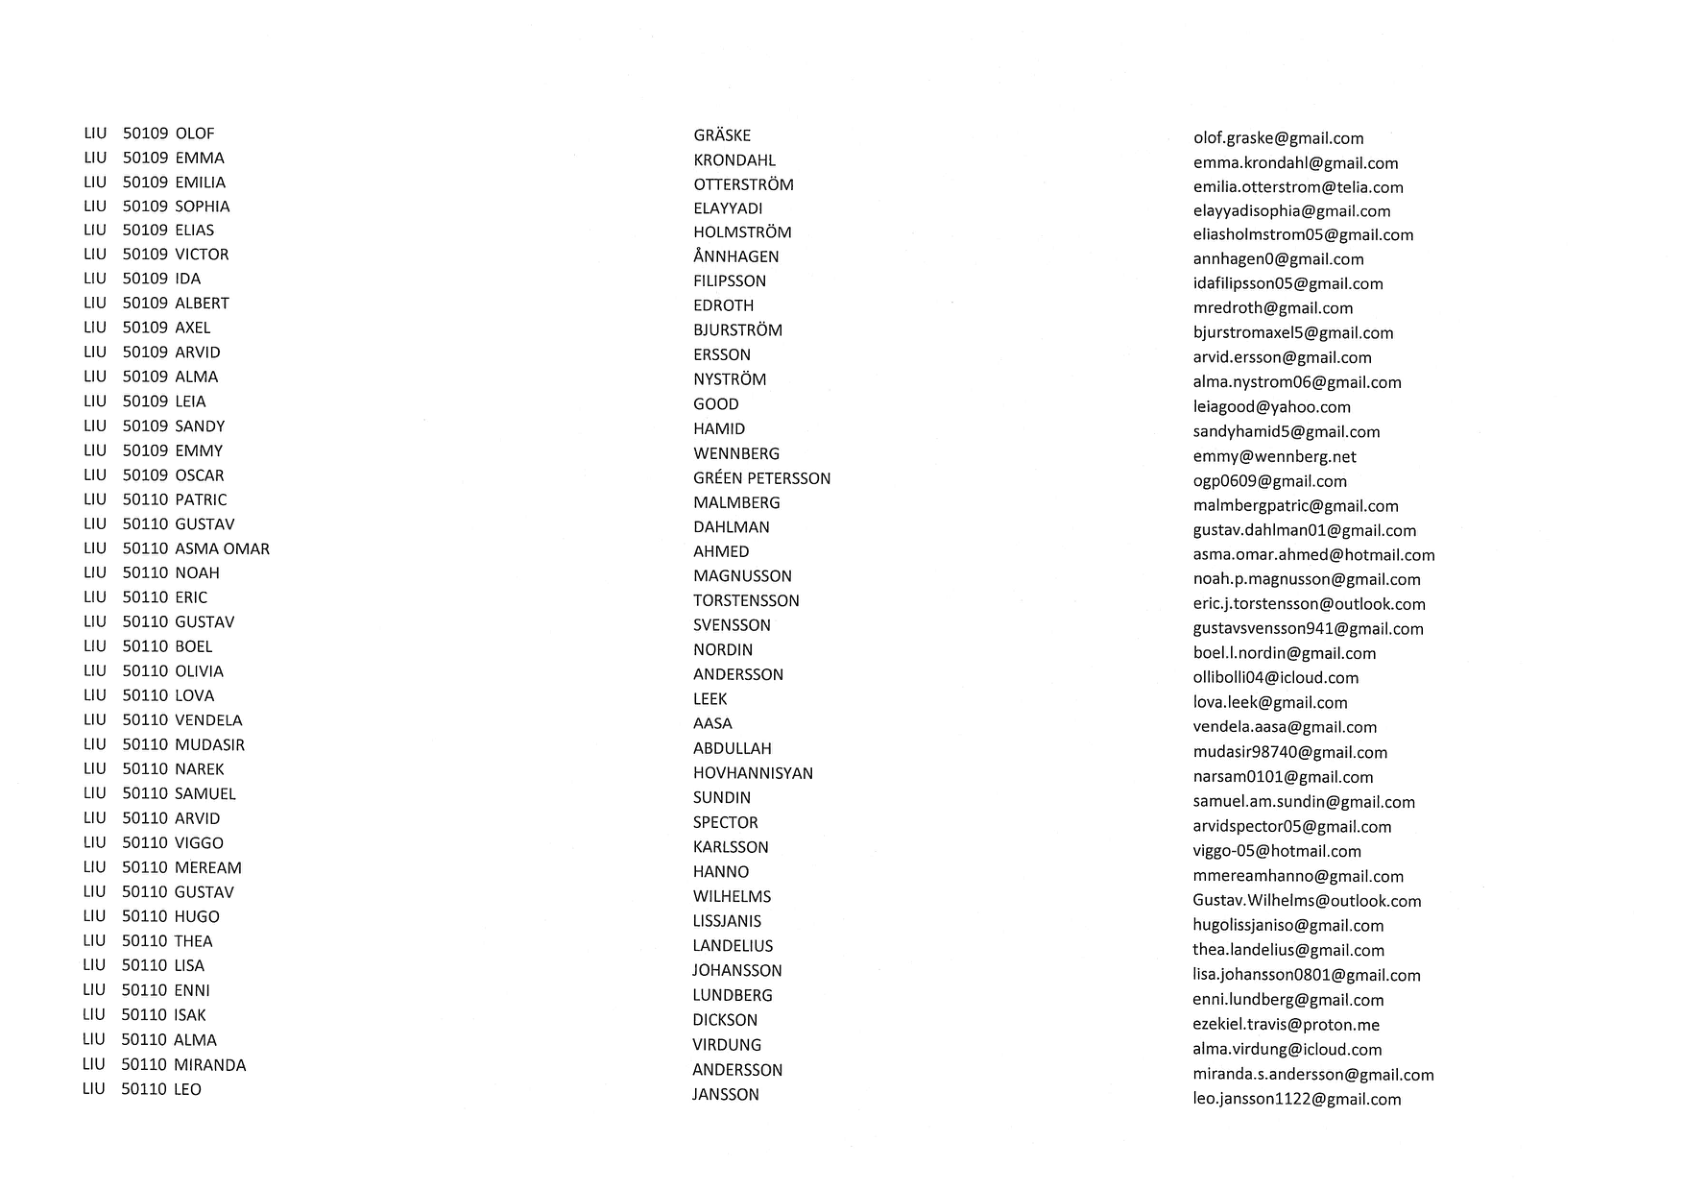 LIU 50109 OLOF GRÄSKE olof.graske@gmail.com
LIU 50109 EMMA KRONDAHL emma.krondahl@gmail.com
LIU 50109 EMILIA OTTERSTRÖM emilia.otterstrom@telia.com
LIU 50109 SOPHIA ELAYYADI elayyadisophia@gmail.com
LIU 50109 ELIAS HOLMSTRÖM eliasholmstrom05@gmail.com
LIU 50109 VICTOR ÅNNHAGEN annhagen0@gmail.com
LIU 50109 IDA FILIPSSON idafilipsson05@gmail.com
LIU 50109 ALBERT EDROTH mredroth@gmail.com
LIU 50109 AXEL BJURSTRÖM bjurstromaxel5@gmail.com
LIU 50109 ARVID ERSSON arvid.ersson@gmail.com
LIU 50109 ALMA NYSTRÖM alma.nystrom06@gmail.com
LIU 50109 LEIA GOOD leiagood@yahoo.com
LIU 50109 SANDY HAMID sandyhamid5@gmail.com
LIU 50109 EMMY WENNBERG emmy@wennberg.net
LIU 50109 OSCAR GRÉEN PETERSSON ogp0609@gmail.com
LIU 50110 PATRIC MALMBERG malmbergpatric@gmail.com
LIU 50110 GUSTAV DAHLMAN gustav.dahlman01@gmail.com
LIU 50110 ASMA OMAR AHMED asma.omar.ahmed@hotmail.com
LIU 50110 NOAH MAGNUSSON noah.p.magnusson@gmail.com
LIU 50110 ERIC TORSTENSSON eric.j.torstensson@outlook.com
LIU 50110 GUSTAV SVENSSON gustavsvensson941@gmail.com
LIU 50110 BOEL NORDIN boel.l.nordin@gmail.com
LIU 50110 OLIVIA ANDERSSON ollibolli04@icloud.com
LIU 50110 LOVA LEEK lova.leek@gmail.com
LIU 50110 VENDELA AASA vendela.aasa@gmail.com
LIU 50110 MUDASIR ABDULLAH mudasir98740@gmail.com
LIU 50110 NAREK HOVHANNISYAN narsam0101@gmail.com
LIU 50110 SAMUEL SUNDIN samuel.am.sundin@gmail.com
LIU 50110 ARVID SPECTOR arvidspector05@gmail.com
LIU 50110 VIGGO KARLSSON viggo-05@hotmail.com
LIU 50110 MEREAM HANNO mmereamhanno@gmail.com
LIU 50110 GUSTAV WILHELMS Gustav.Wilhelms@outlook.com
LIU 50110 HUGO LISSJANIS hugolissjaniso@gmail.com
LIU 50110 THEA LANDELIUS thea.landelius@gmail.com
LIU 50110 LISA JOHANSSON lisa.johansson0801@gmail.com
LIU 50110 ENNI LUNDBERG enni.lundberg@gmail.com
LIU 50110 ISAK DICKSON ezekiel.travis@proton.me
LIU 50110 ALMA VIRDUNG alma.virdung@icloud.com
LIU 50110 MIRANDA ANDERSSON miranda.s.andersson@gmail.com
LIU 50110 LEO JANSSON leo.jansson1122@gmail.com